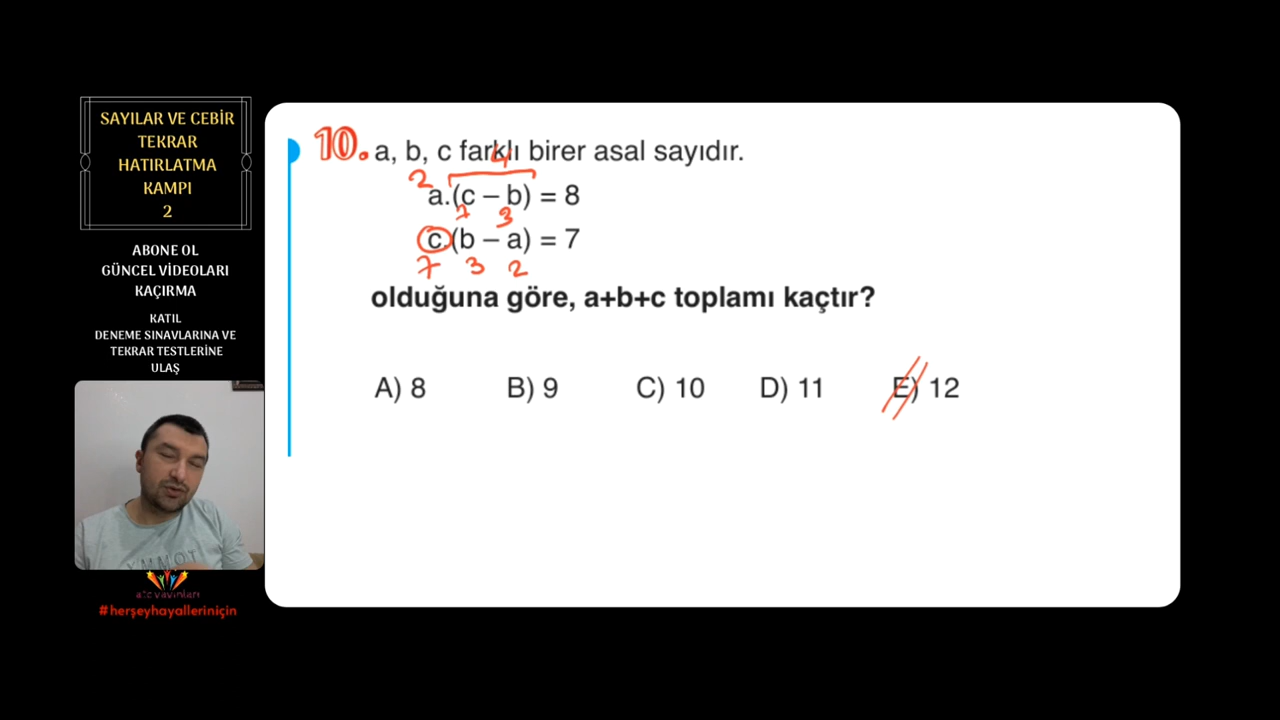 SAYILAR VE CEBİR
TEKRAR
HATIRLATMA
KAMPI
2
ABONE OL
GÜNCEL VİDEOLARI
KAÇIRMA
KATIL
DENEME SINAVLARINA VE
TEKRAR TESTLERİNE
ULAŞ
#herşeyhayalleriniçin
10. a, b, c farklı birer asal sayıdır.
2 4
a.(c – b) = 8
7 3
c.(b – a) = 7
7 3 2
olduğuna göre, a+b+c toplamı kaçtır?
A) 8 B) 9 C) 10 D) 11 E) 12